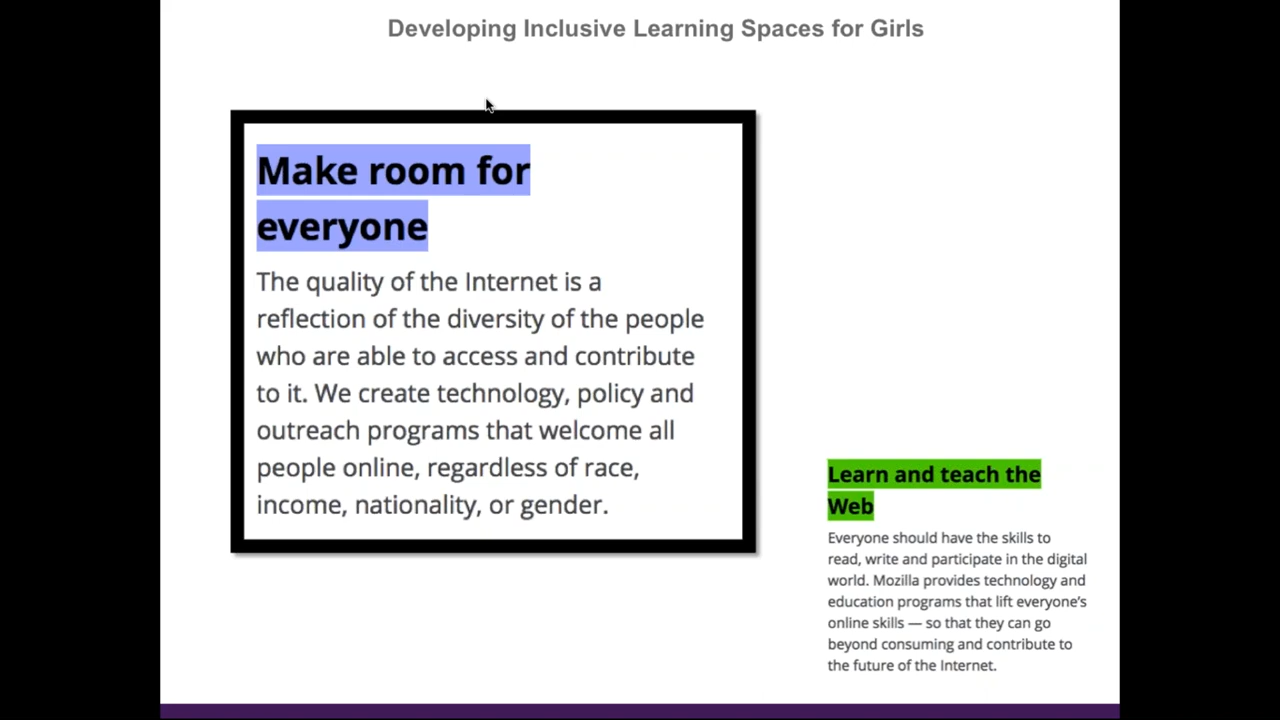 Developing Inclusive Learning Spaces for Girls
Make room for
everyone
The quality of the Internet is a
reflection of the diversity of the people
who are able to access and contribute
to it. We create technology, policy and
outreach programs that welcome all
people online, regardless of race,
income, nationality, or gender.
Learn and teach the
Web
Everyone should have the skills to
read, write and participate in the digital
world. Mozilla provides technology and
education programs that lift everyone’s
online skills — so that they can go
beyond consuming and contribute to
the future of the Internet.